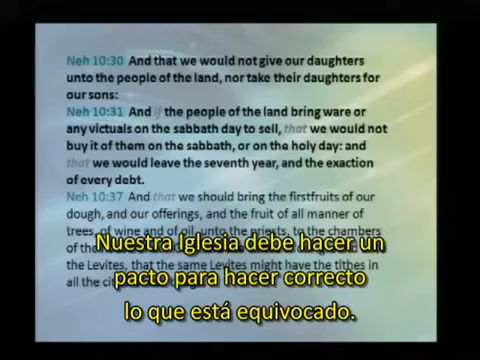 Neh 10:30 And that we would not give our daughters
unto the people of the land, nor take their daughters for
our sons:
Neh 10:31 And if the people of the land bring ware or
any victuals on the sabbath day to sell, that we would not
buy it of them on the sabbath, or on the holy day: and
that we would leave the seventh year, and the exaction
of every debt.
Neh 10:37 And that we should bring the firstfruits of our
dough, and our offerings, and the fruit of all manner of
trees, of wine and of oil, unto the priests, to the chambers
of the
the Levites, that the same Levites might have the tithes in
all the
Nuestra Iglesia debe hacer un
pacto para hacer correcto
lo que está equivocado.